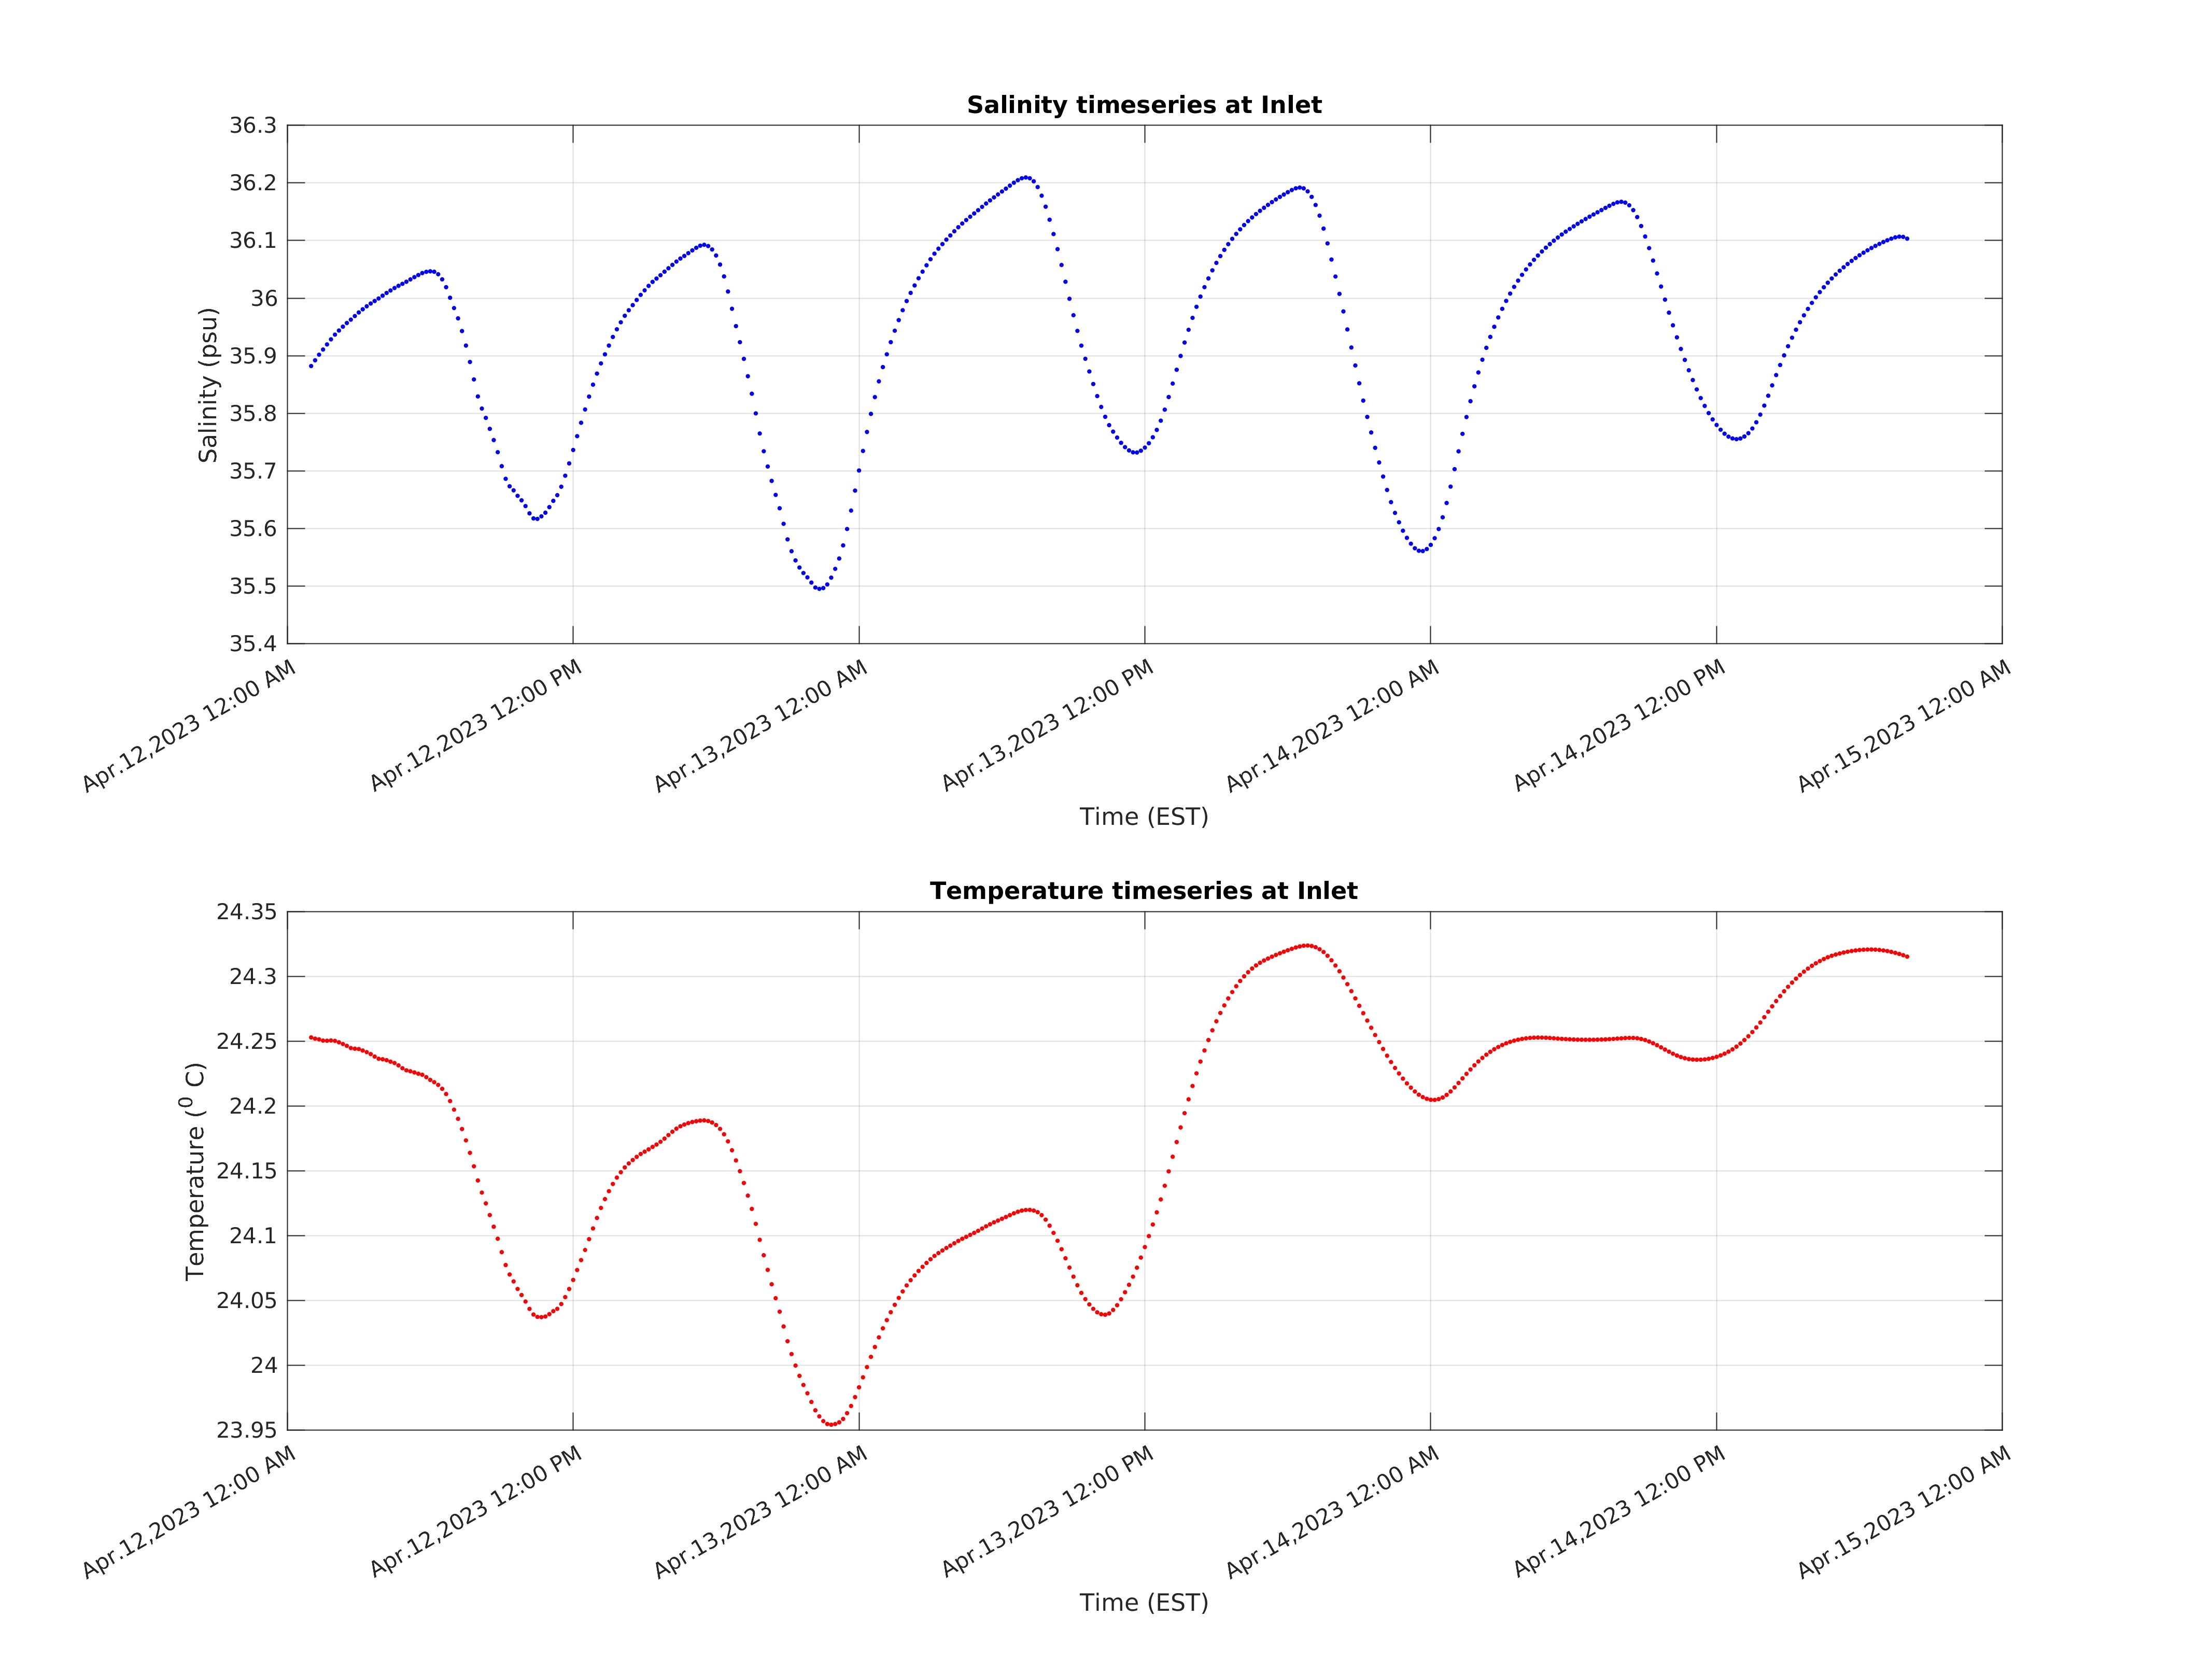 Salinity timeseries at Inlet
36.3
36.2
36.1
36
35.9
35.8
35.7
35.6
35.5
35.4
Salinity (psu)
Apr.12,2023 12:00 AM
Apr.12,2023 12:00 PM
Apr.13,2023 12:00 AM
Apr.13,2023 12:00 PM
Apr.14,2023 12:00 AM
Apr.14,2023 12:00 PM
Apr.15,2023 12:00 AM
Time (EST)
Temperature timeseries at Inlet
24.35
24.3
24.25
24.2
24.15
24.1
24.05
24
23.95
Temperature (⁰ C)
Apr.12,2023 12:00 AM
Apr.12,2023 12:00 PM
Apr.13,2023 12:00 AM
Apr.13,2023 12:00 PM
Apr.14,2023 12:00 AM
Apr.14,2023 12:00 PM
Apr.15,2023 12:00 AM
Time (EST)